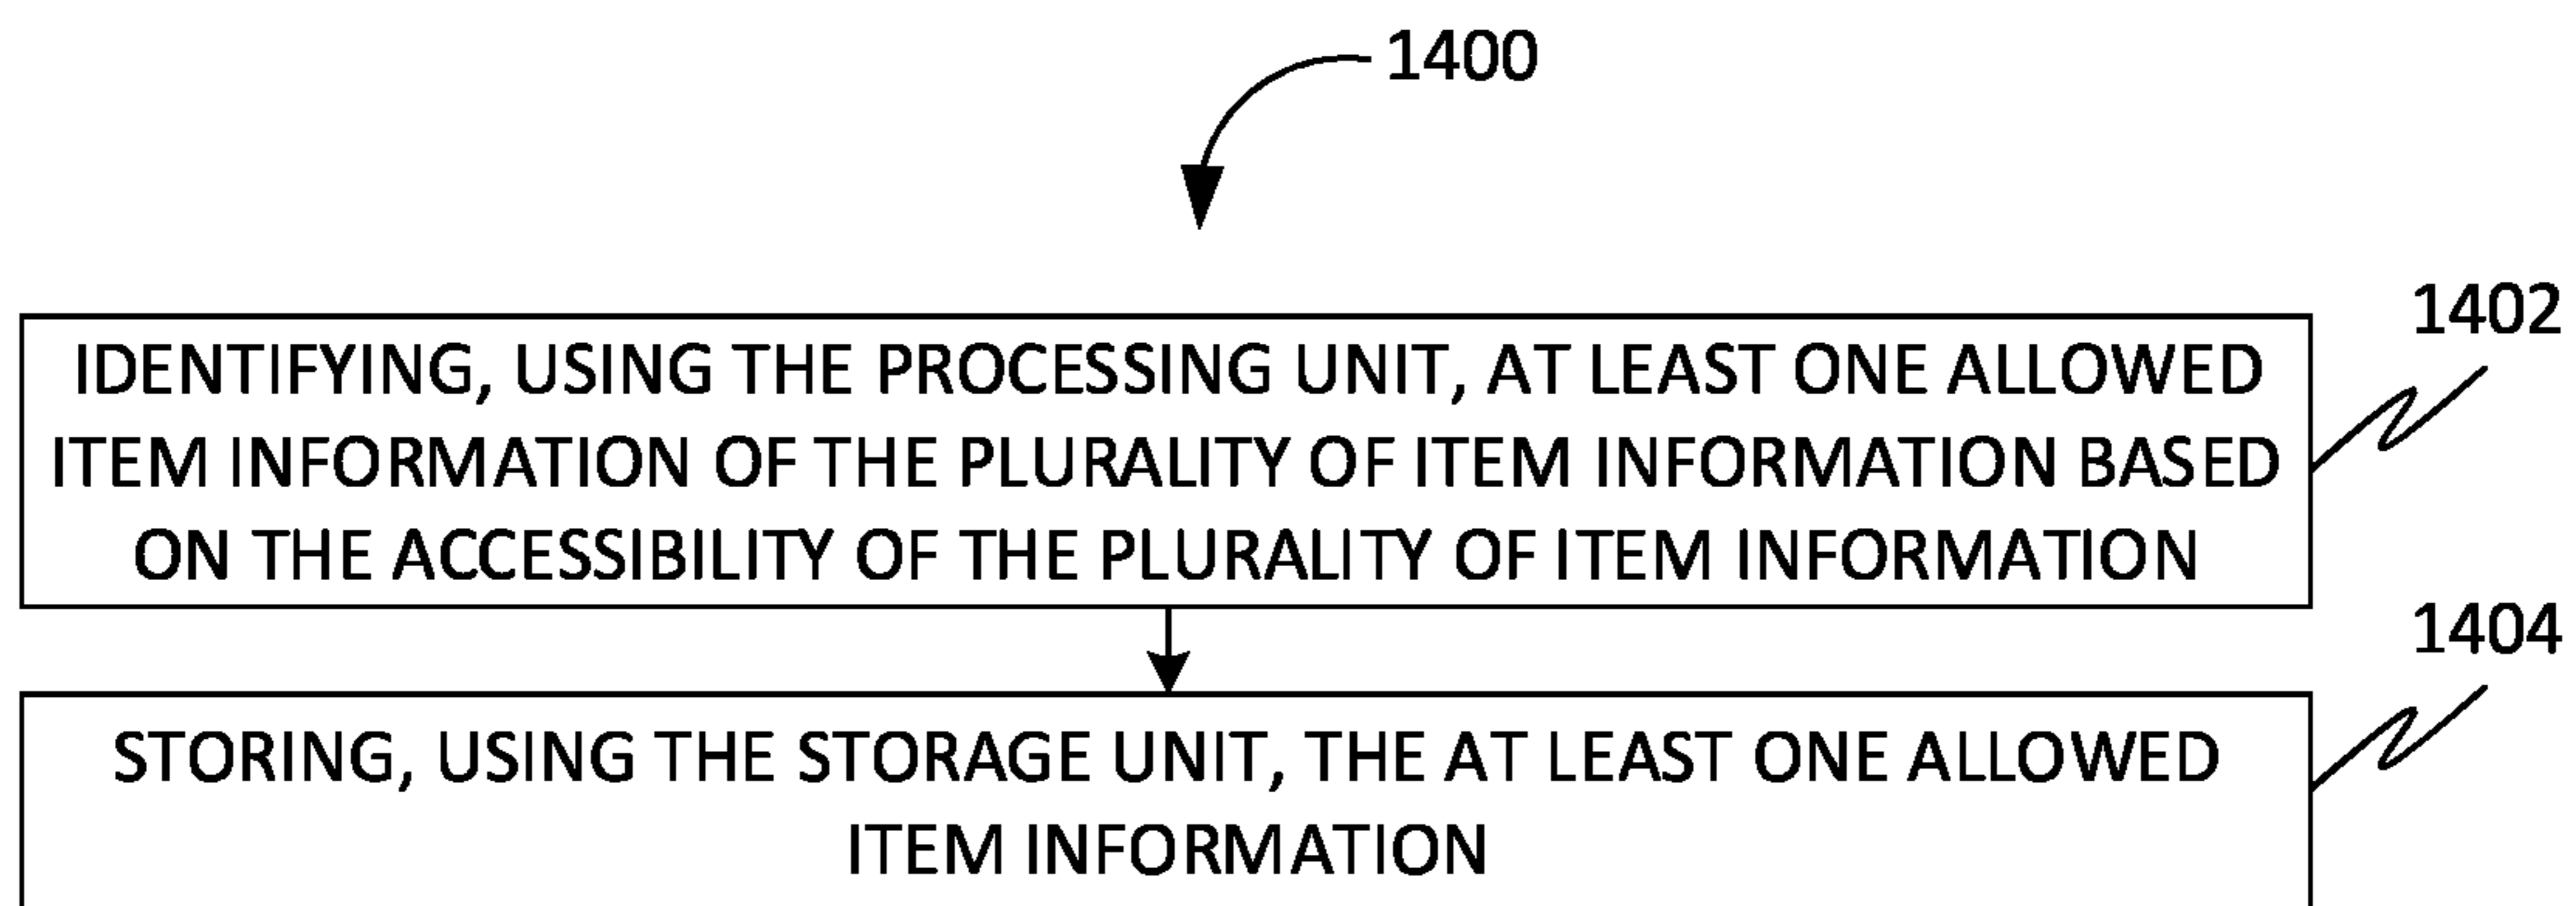 1400
1402
IDENTIFYING, USING THE PROCESSING UNIT, AT LEAST ONE ALLOWED
ITEM INFORMATION OF THE PLURALITY OF ITEM INFORMATION BASED
ON THE ACCESSIBILITY OF THE PLURALITY OF ITEM INFORMATION
1404
STORING, USING THE STORAGE UNIT, THE AT LEAST ONE ALLOWED
ITEM INFORMATION